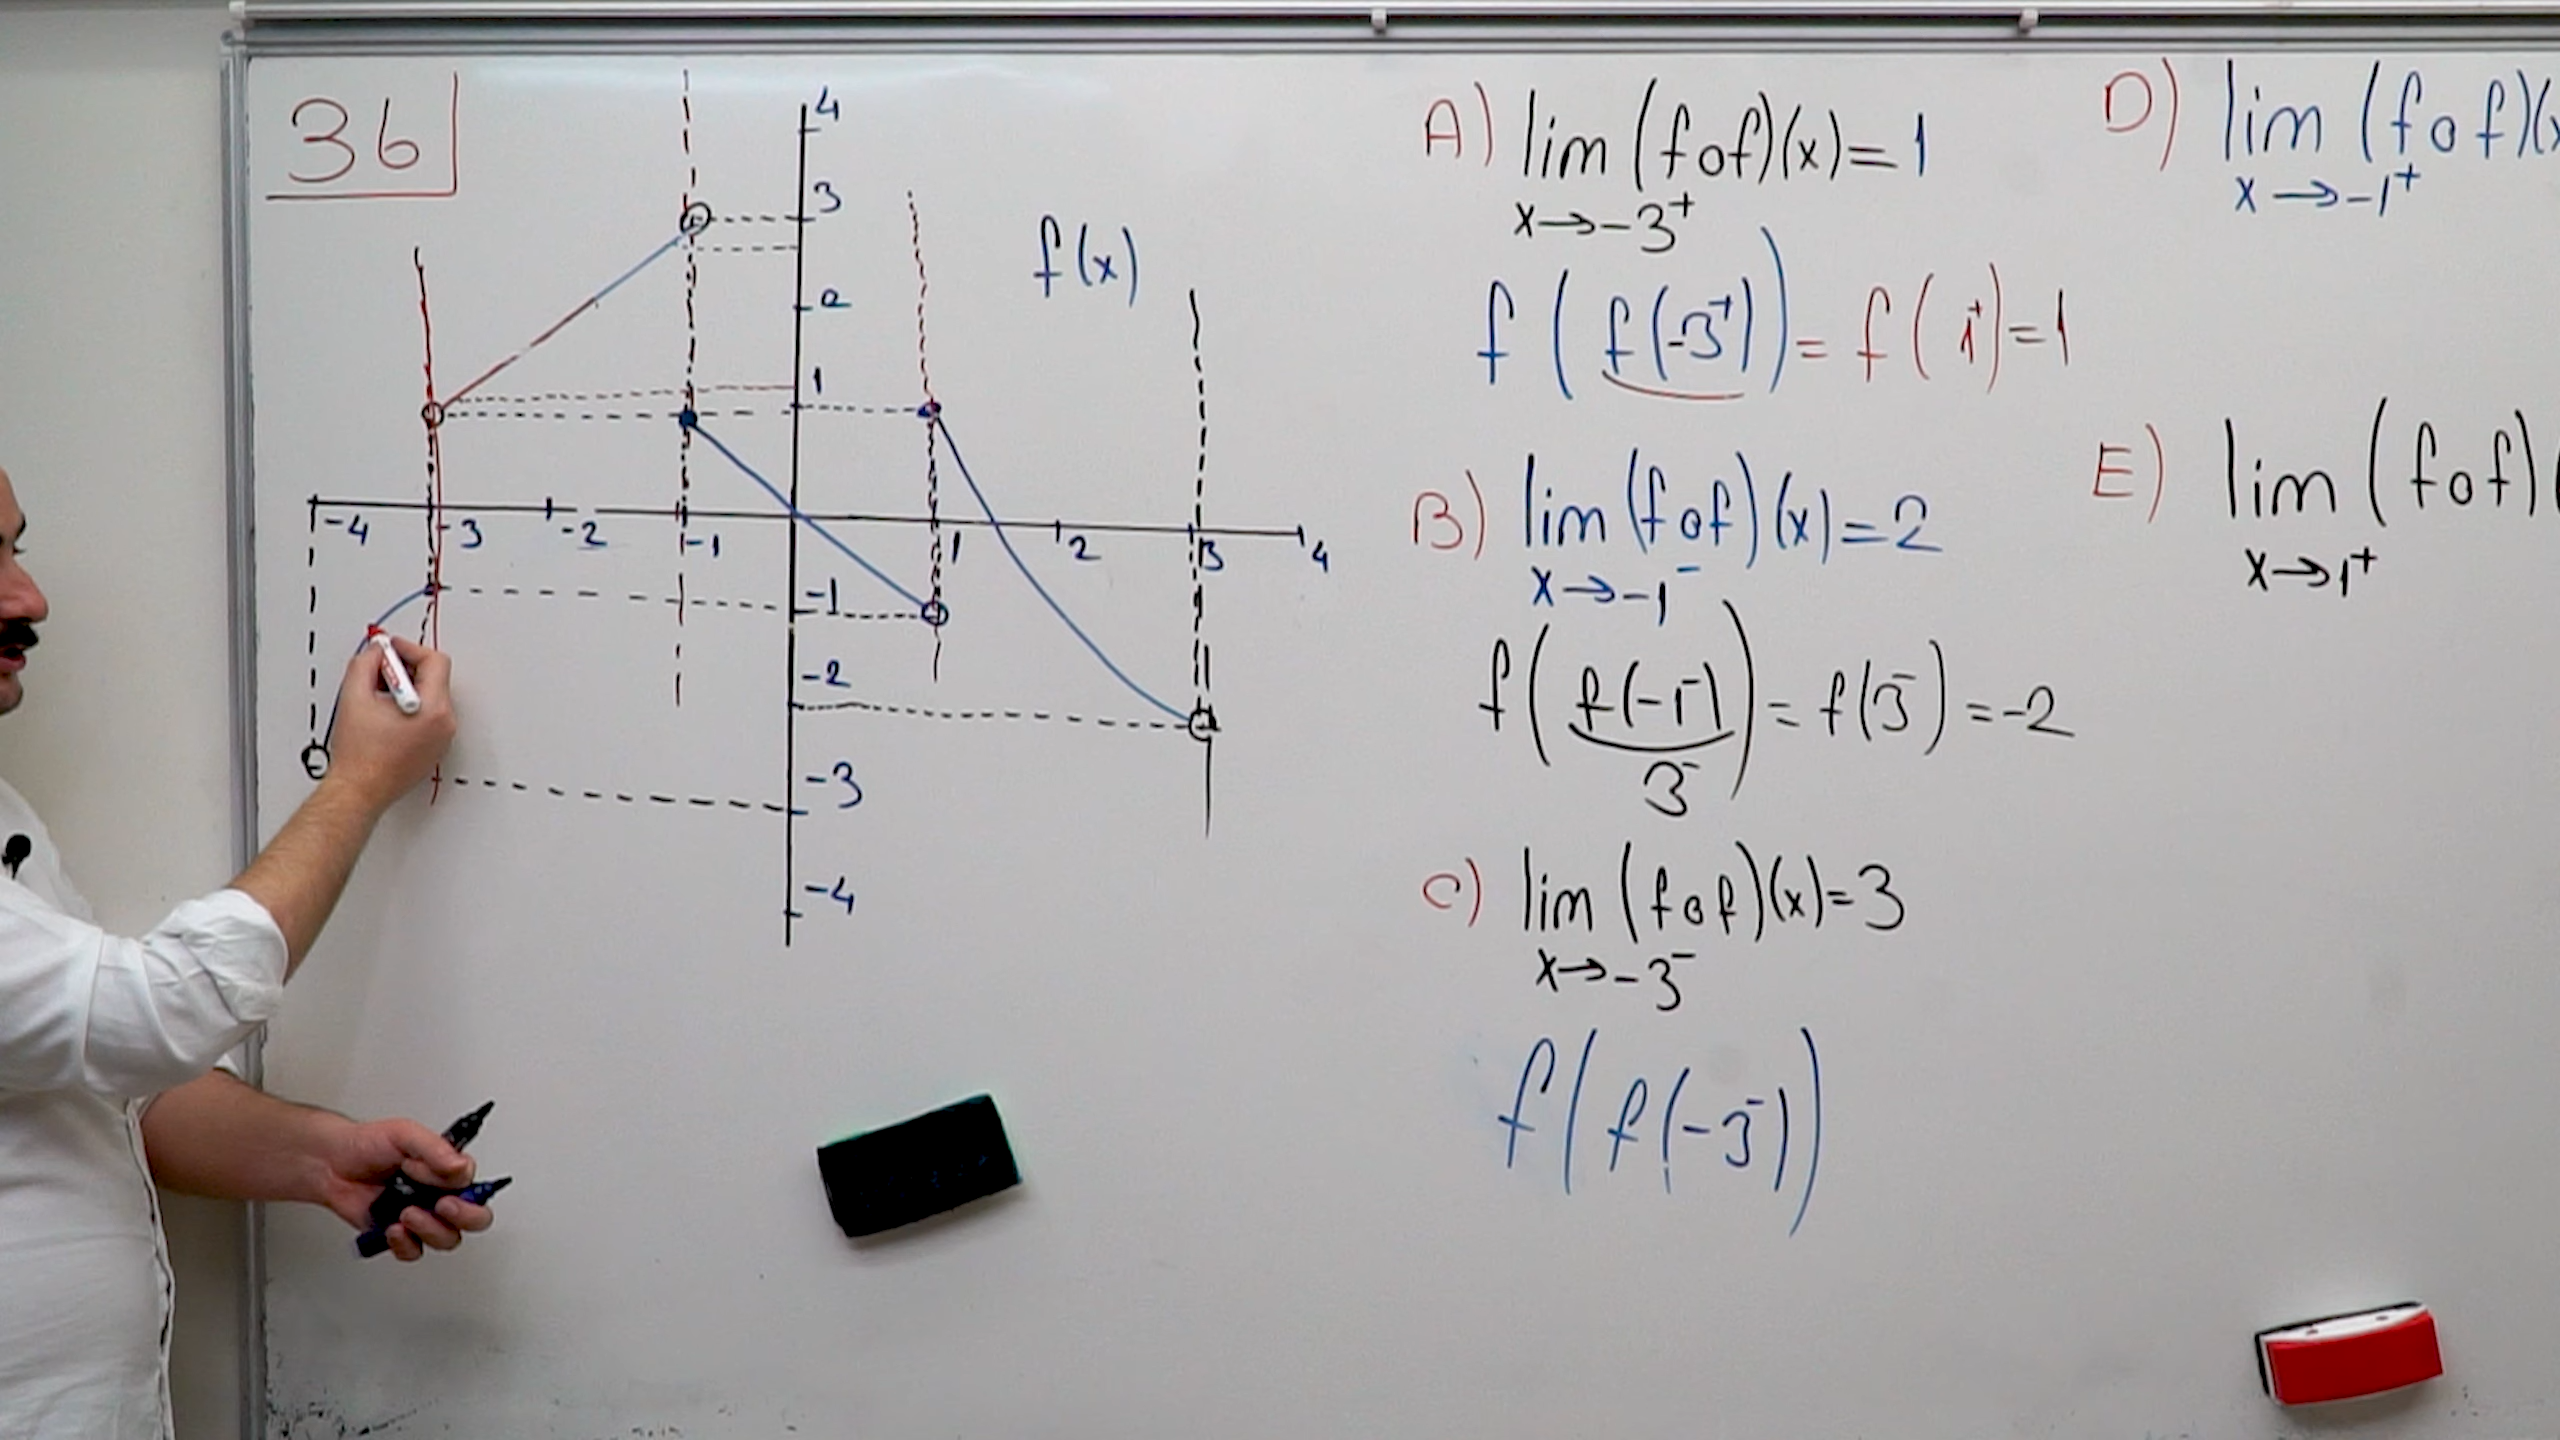 36
4
3
2
1
-4
-3
-2
-1
1
2
3
4
-1
-2
-3
-4
f(x)
A) lim (fof)(x)=1
x→-3⁺
f(f(-3⁺)) = f(1⁺)=1
B) lim (fof)(x)=2
x→-1⁻
f(f(-1⁻)) = f(3⁻) = -2
3⁻
C) lim (fof)(x)=3
x→-3⁻
f(f(-3⁻))
D) lim (fof)(x
x→-1⁺
E) lim (fof)(
x→1⁺